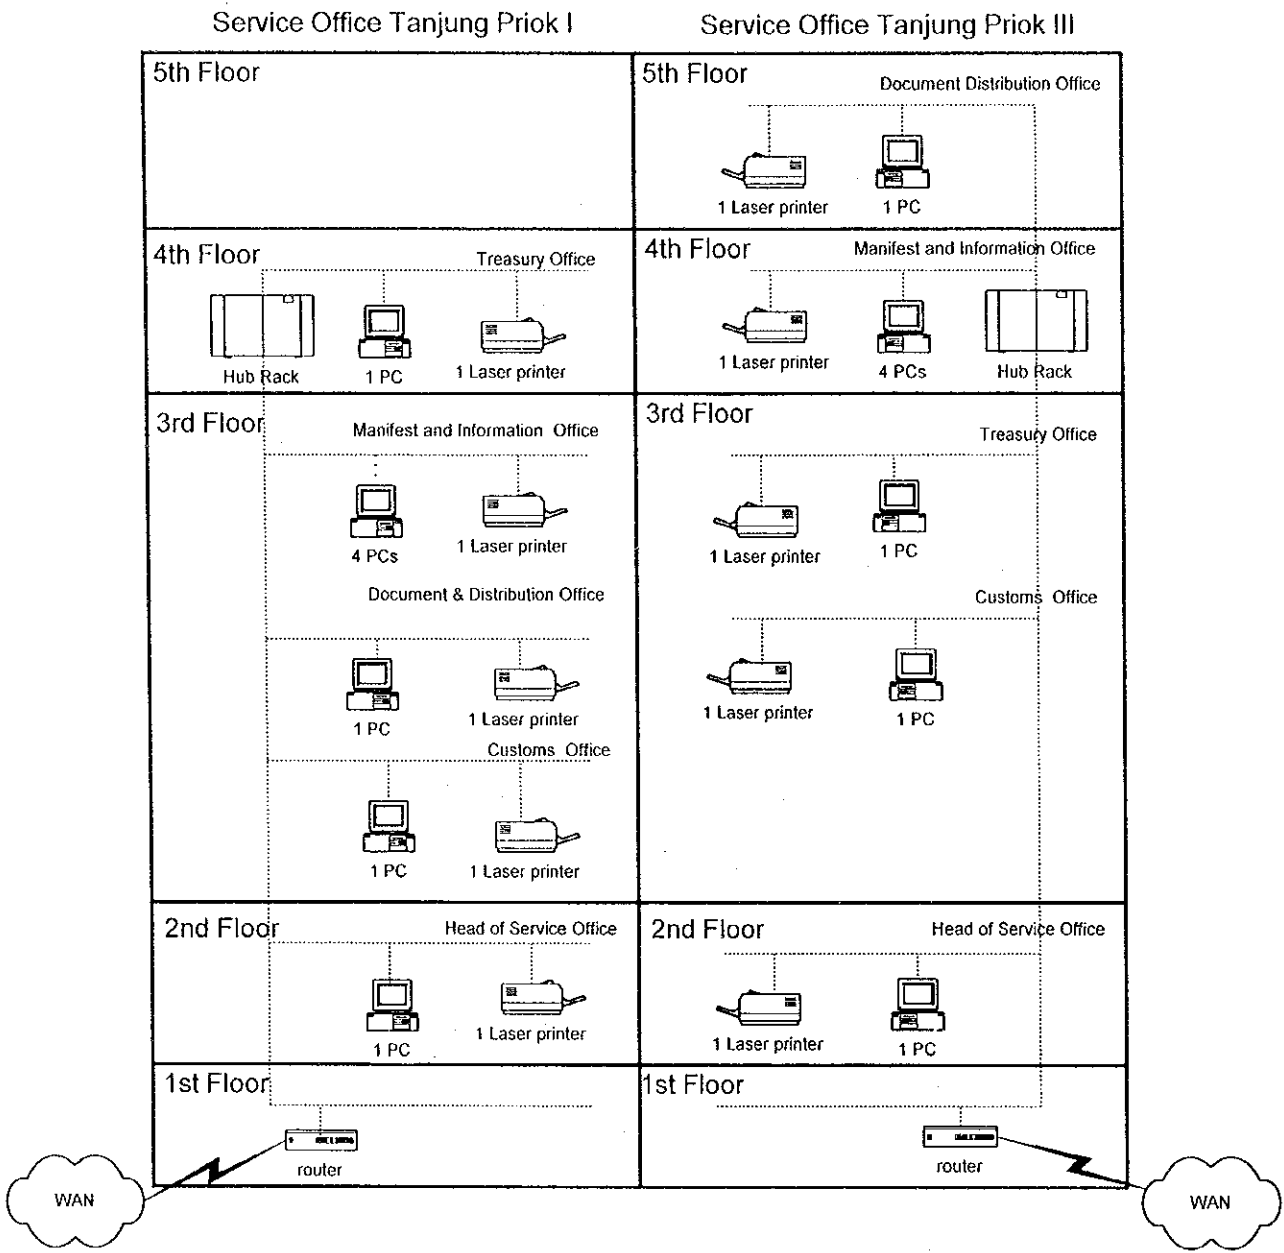 Service Office Tanjung Priok I
Service Office Tanjung Priok III
5th Floor
4th Floor
Treasury Office
Hub Rack
1 PC
1 Laser printer
3rd Floor
Manifest and Information Office
4 PCs
1 Laser printer
Document & Distribution Office
1 PC
1 Laser printer
Customs Office
1 PC
1 Laser printer
2nd Floor
Head of Service Office
1 PC
1 Laser printer
1st Floor
router
WAN
5th Floor
Document Distribution Office
1 Laser printer
1 PC
4th Floor
Manifest and Information Office
1 Laser printer
4 PCs
Hub Rack
3rd Floor
Treasury Office
1 Laser printer
1 PC
Customs Office
1 Laser printer
1 PC
2nd Floor
Head of Service Office
1 Laser printer
1 PC
1st Floor
router
WAN